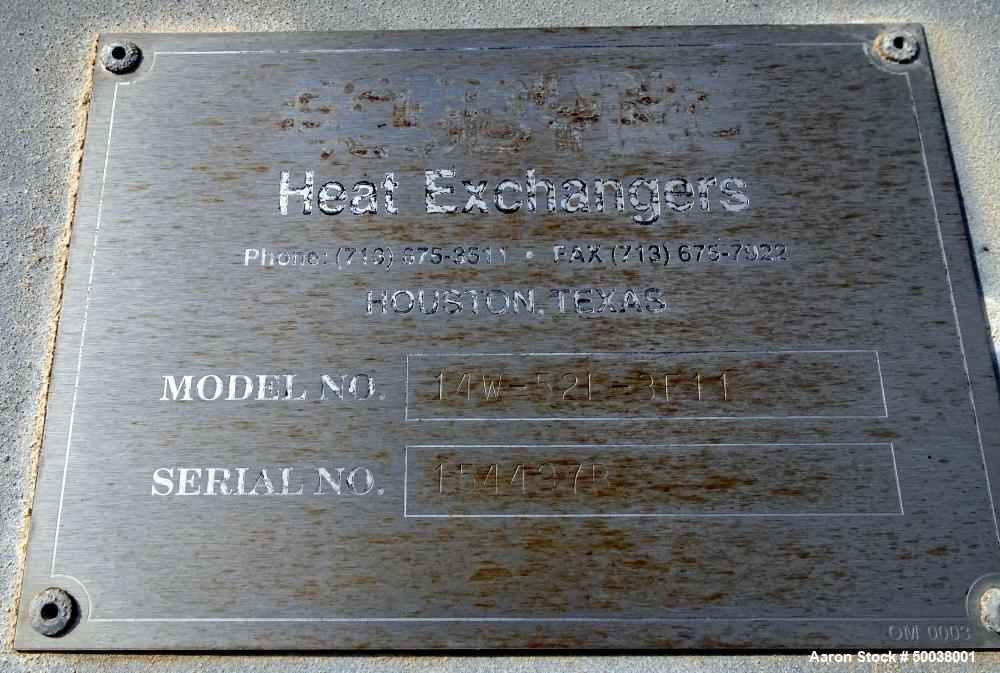 Heat Exchangers
Phone: (713) 675-3511 • FAX (713) 675-7922
HOUSTON, TEXAS
MODEL NO. 14W-52L-3F11
SERIAL NO. 154497B
OM 0003
Aaron Stock # 50038001